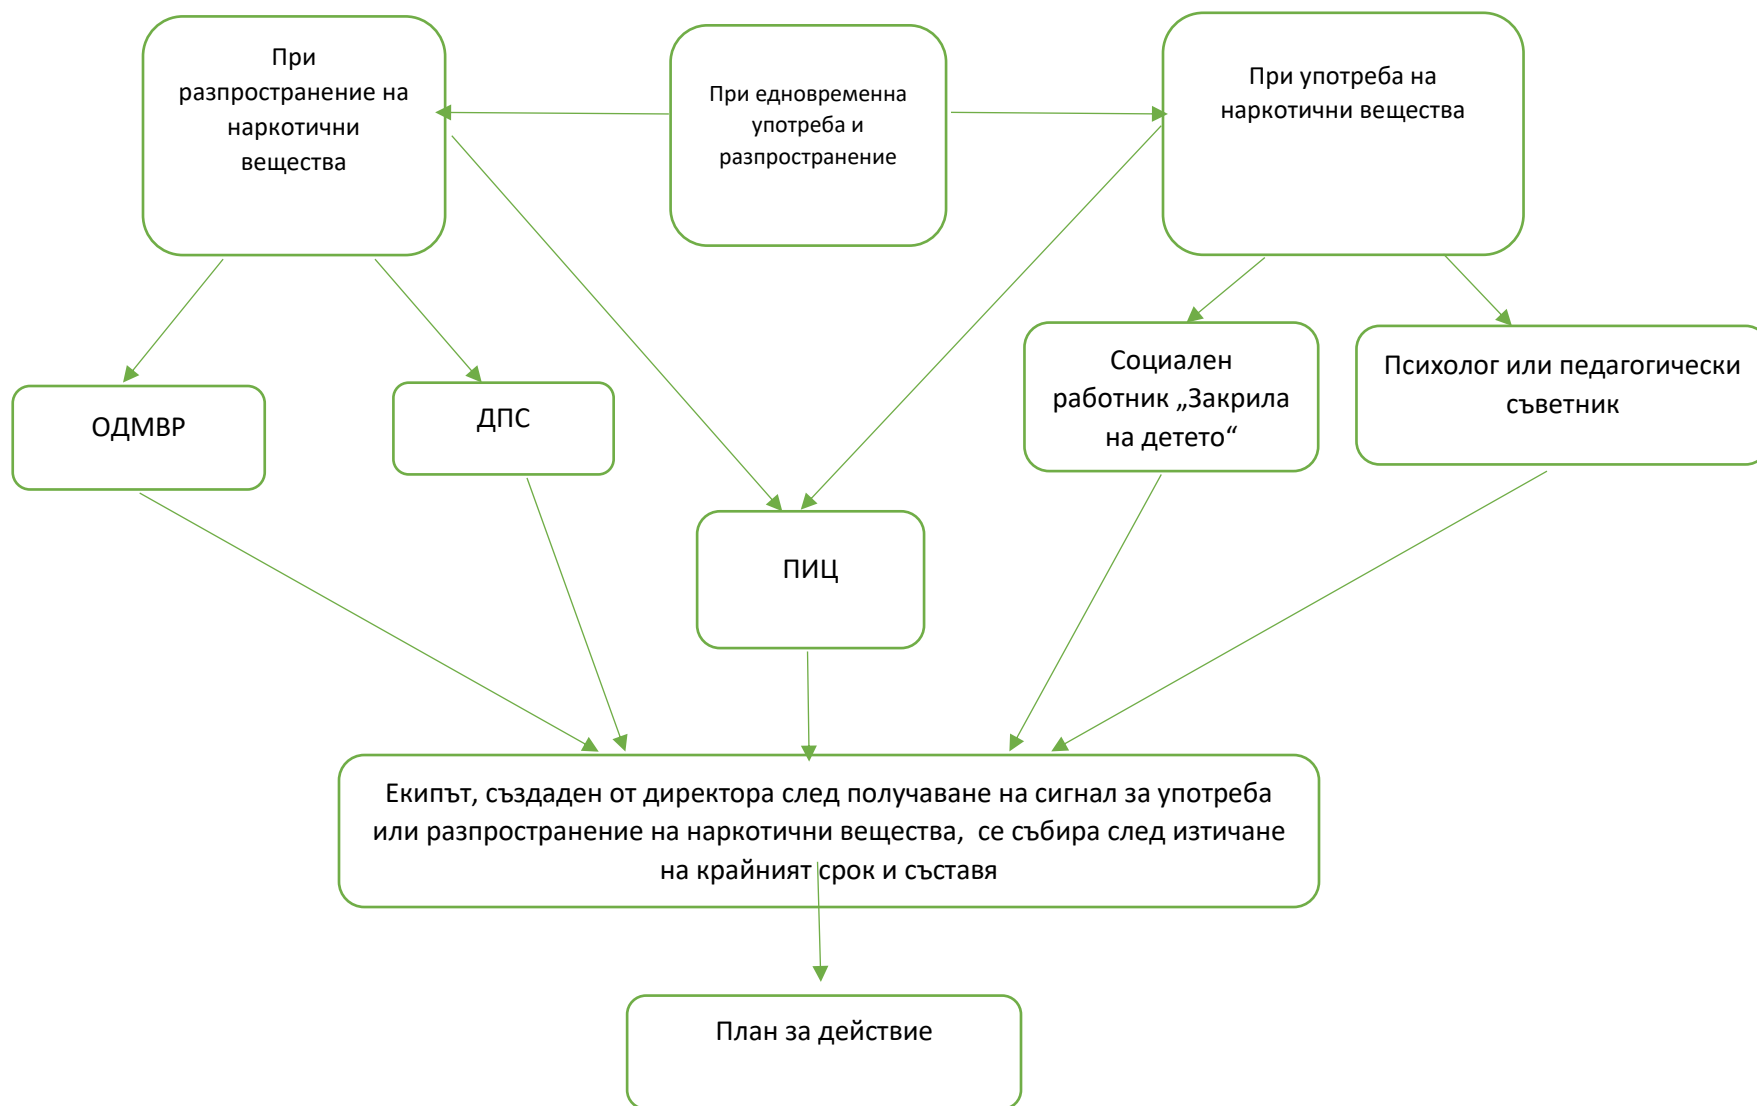 При
разпространение на
наркотични
вещества
При едновременна
употреба и
разпространение
При употреба на
наркотични вещества
ОДМВР
ДПС
Социален
работник „Закрила
на детето“
Психолог или педагогически
съветник
ПИЦ
Екипът, създаден от директора след получаване на сигнал за употреба
или разпространение на наркотични вещества, се събира след изтичане
на крайният срок и съставя
План за действие